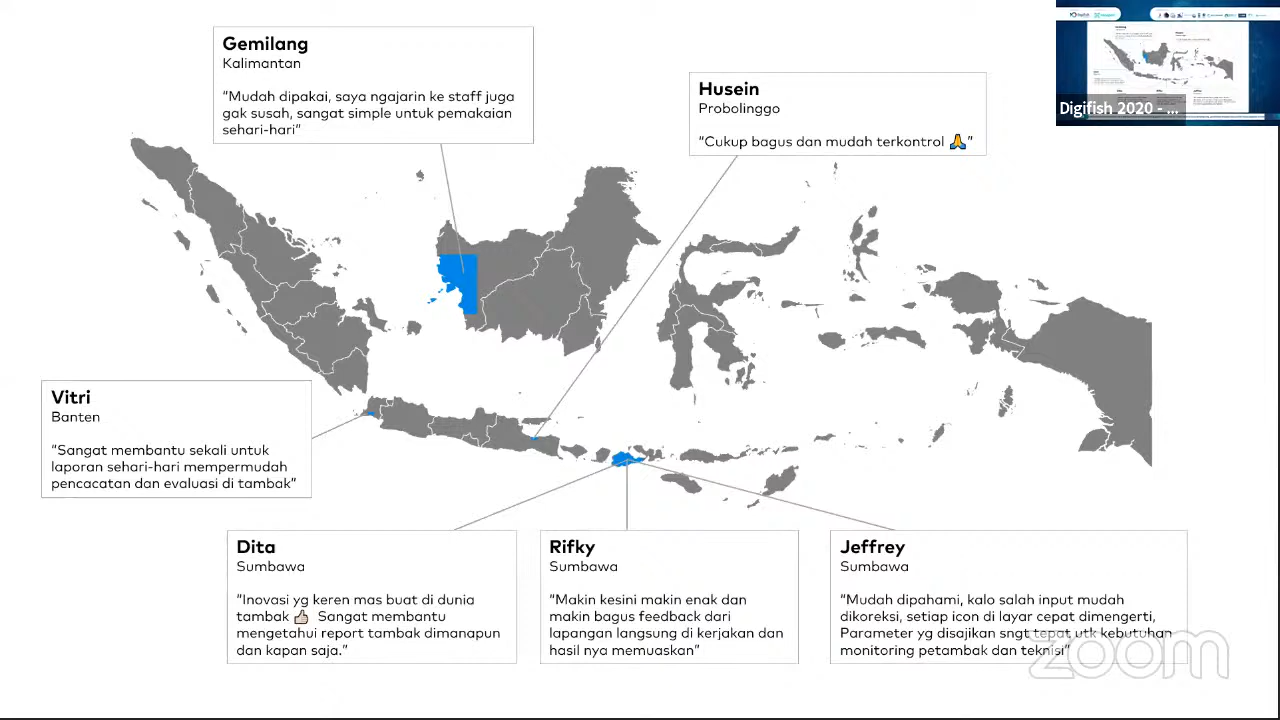 Gemilang
Kalimantan
“Mudah dipakai, saya ngajarin ke staf juga
gak susah, sangat simple untuk pantauan
sehari-hari”
Husein
Probolinggo
“Cukup bagus dan mudah terkontrol 🙏”
Digifish 2020 - ...
Vitri
Banten
“Sangat membantu sekali untuk
laporan sehari-hari mempermudah
pencacatan dan evaluasi di tambak”
Dita
Sumbawa
“Inovasi yg keren mas buat di dunia
tambak 👍🏻 Sangat membantu
mengetahui report tambak dimanapun
dan kapan saja.”
Rifky
Sumbawa
“Makin kesini makin enak dan
makin bagus feedback dari
lapangan langsung di kerjakan dan
hasil nya memuaskan”
Jeffrey
Sumbawa
“Mudah dipahami, kalo salah input mudah
dikoreksi, setiap icon di layar cepat dimengerti,
Parameter yg disajikan sngt tepat utk kebutuhan
monitoring petambak dan teknisi”
zoom